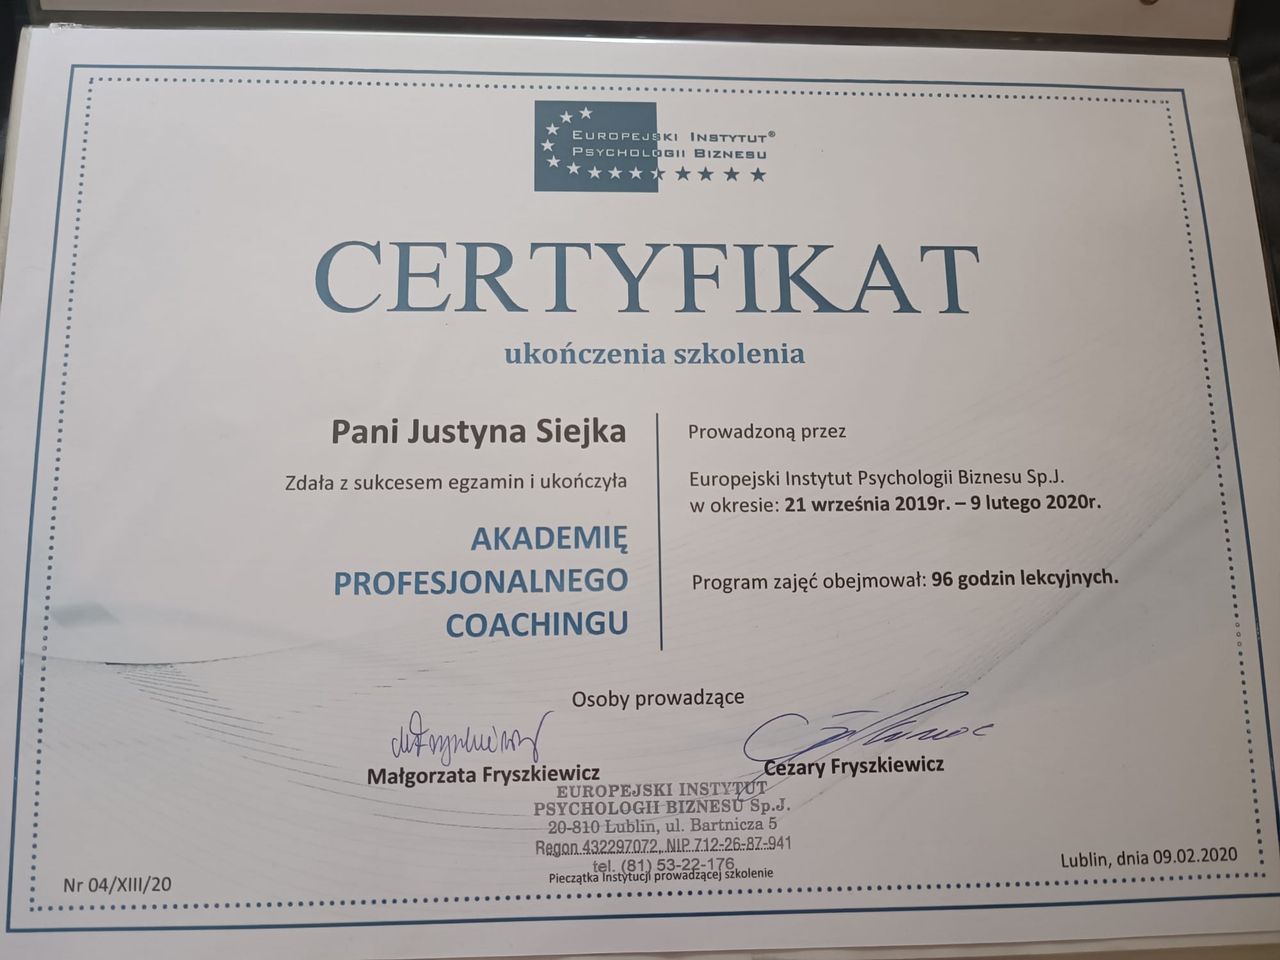 EUROPEJSKI INSTYTUT®
PSYCHOLOGII BIZNESU
CERTYFIKAT
ukończenia szkolenia
Pani Justyna Siejka
Zdała z sukcesem egzamin i ukończyła
AKADEMIĘ
PROFESJONALNEGO
COACHINGU
Prowadzoną przez
Europejski Instytut Psychologii Biznesu Sp.J.
w okresie: 21 września 2019r. – 9 lutego 2020r.
Program zajęć obejmował: 96 godzin lekcyjnych.
Osoby prowadzące
Małgorzata Fryszkiewicz
Cezary Fryszkiewicz
EUROPEJSKI INSTYTUT
PSYCHOLOGII BIZNESU Sp.J.
20-810 Lublin, ul. Bartnicza 5
Regon 432297072, NIP 712-26-87-941
tel. (81) 53-22-176
Pieczątka Instytucji prowadzącej szkolenie
Nr 04/XIII/20
Lublin, dnia 09.02.2020